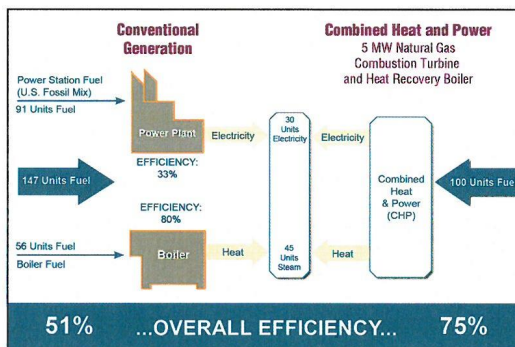 Conventional
Generation
Combined Heat and Power
5 MW Natural Gas
Combustion Turbine
and Heat Recovery Boiler
Power Station Fuel
(U.S. Fossil Mix)
91 Units Fuel
Power Plant
Electricity
30
Units
Electricity
Electricity
EFFICIENCY:
33%
147 Units Fuel
Combined
Heat
& Power
(CHP)
100 Units Fuel
EFFICIENCY:
80%
56 Units Fuel
Boiler Fuel
Boiler
Heat
45
Units
Steam
Heat
51% ...OVERALL EFFICIENCY... 75%